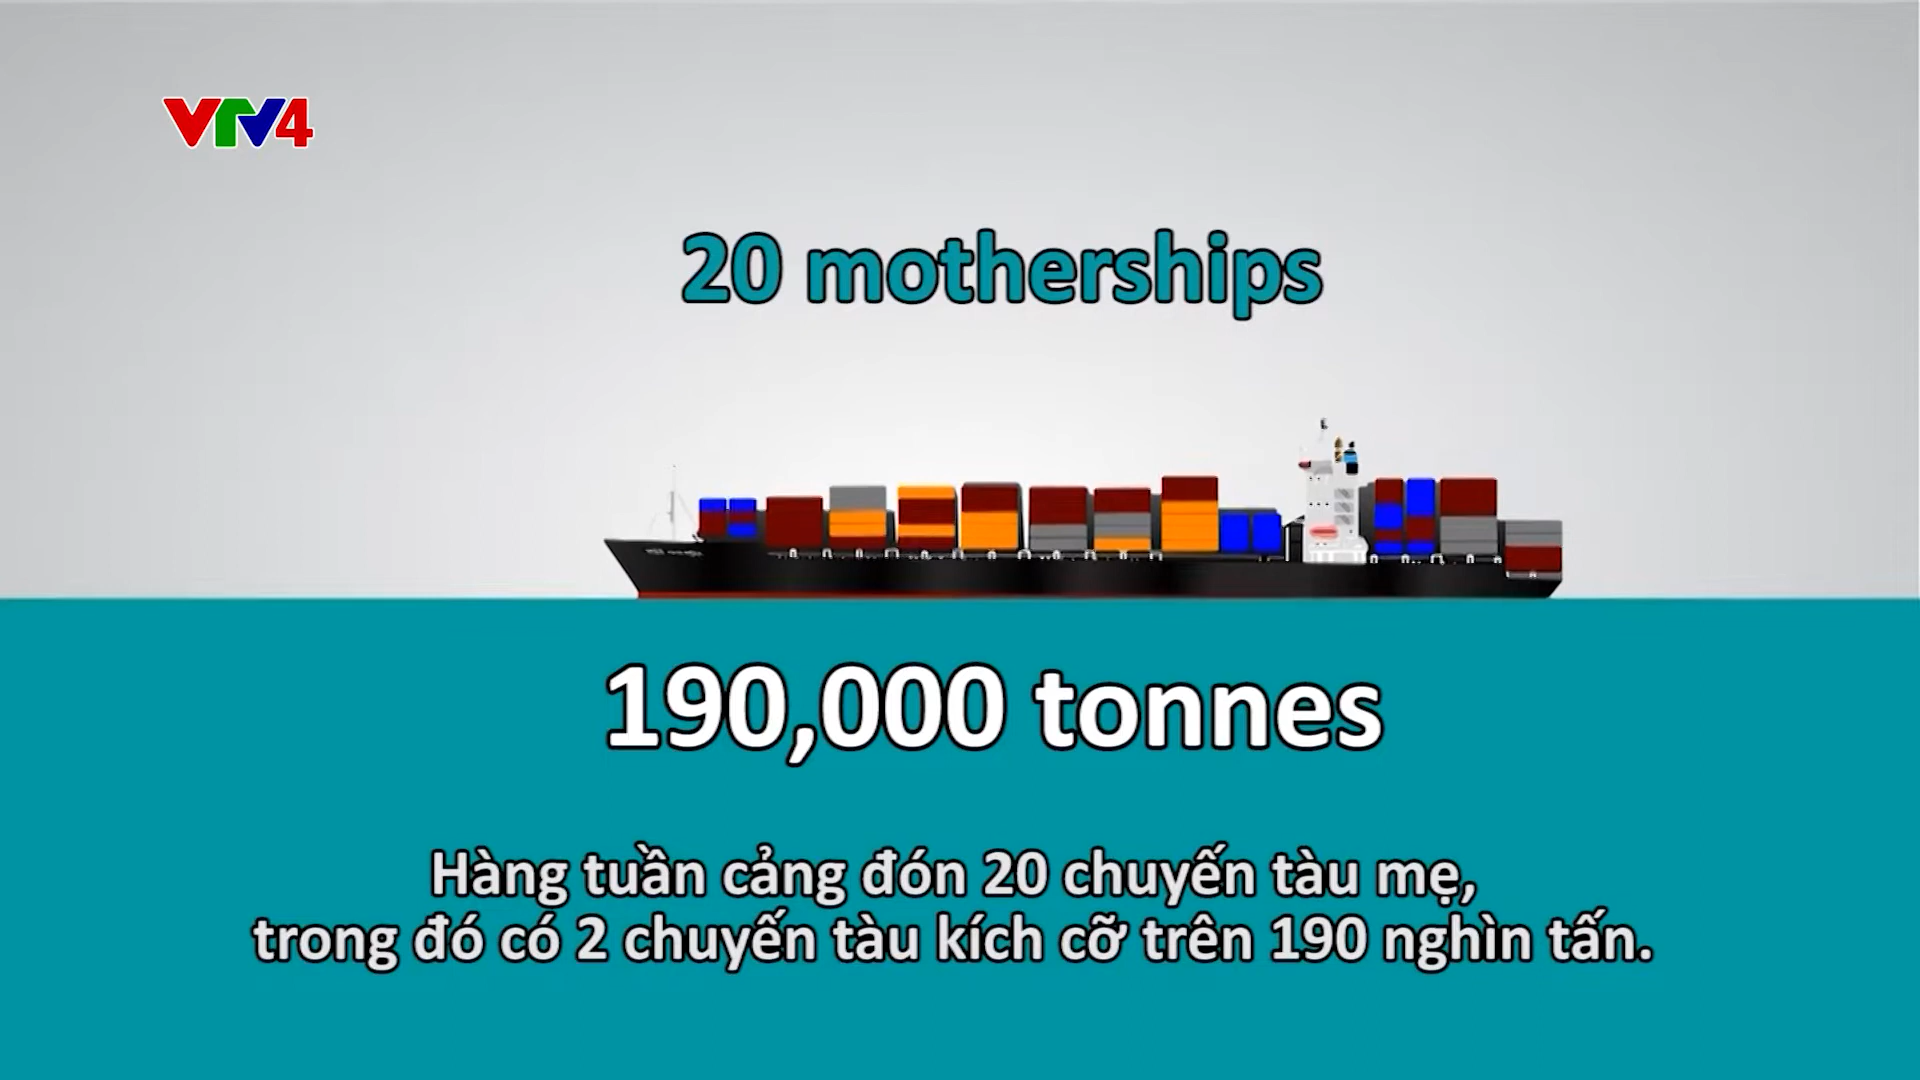 VTV4
20 motherships
190,000 tonnes
Hàng tuần cảng đón 20 chuyến tàu mẹ,
trong đó có 2 chuyến tàu kích cỡ trên 190 nghìn tấn.